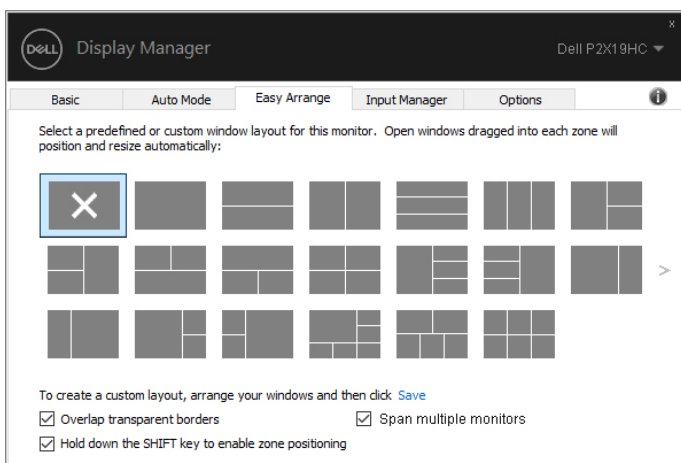 x
DELL Display Manager Dell P2X19HC
Basic Auto Mode Easy Arrange Input Manager Options i
Select a predefined or custom window layout for this monitor. Open windows dragged into each zone will
position and resize automatically:
>
To create a custom layout, arrange your windows and then click Save
Overlap transparent borders Span multiple monitors
Hold down the SHIFT key to enable zone positioning